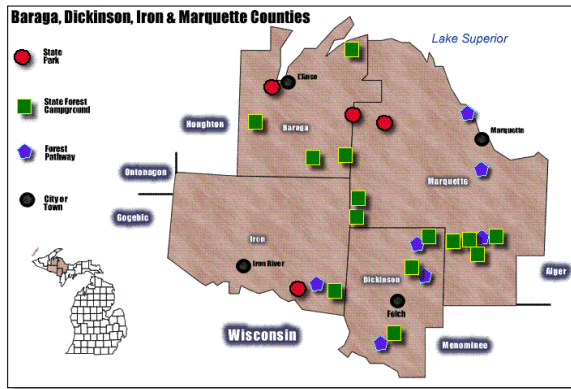 Baraga, Dickinson, Iron & Marquette Counties
Lake Superior
State
Park
L'Anse
State Forest
Campground
Houghton
Baraga
Forest
Pathway
Marquette
Ontonagon
Marquette
City or
Town
Gogebic
Iron
Iron River
Dickinson
Alger
Felch
Wisconsin
Menominee